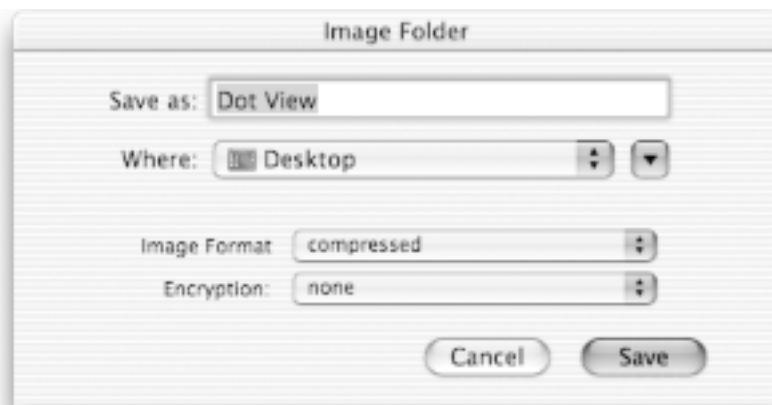 Image Folder
Save as: Dot View
Where: Desktop
Image Format compressed
Encryption: none
Cancel Save